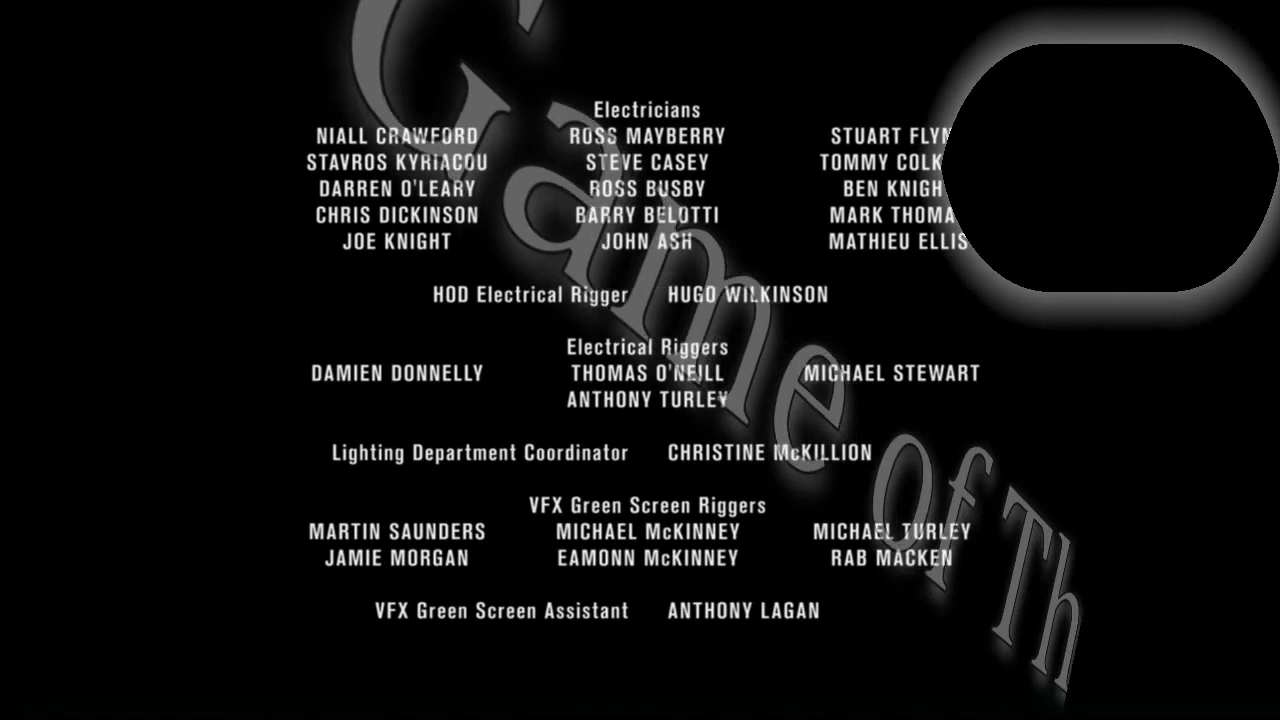 Electricians
NIALL CRAWFORD ROSS MAYBERRY STUART
STAVROS KYRIACOU STEVE CASEY TOMMY
DARREN O'LEARY ROSS BUSBY BEN
CHRIS DICKINSON BARRY BELOTTI MARK
JOE KNIGHT JOHN ASH MATHIEU ELLIS
HOD Electrical Rigger HUGO WILKINSON
Electrical Riggers
DAMIEN DONNELLY THOMAS O'NEILL MICHAEL STEWART
ANTHONY TURLEY
Lighting Department Coordinator CHRISTINE McKILLION
VFX Green Screen Riggers
MARTIN SAUNDERS MICHAEL McKINNEY MICHAEL TURLEY
JAMIE MORGAN EAMONN McKINNEY RAB MACKEN
VFX Green Screen Assistant ANTHONY LAGAN
Game of Th